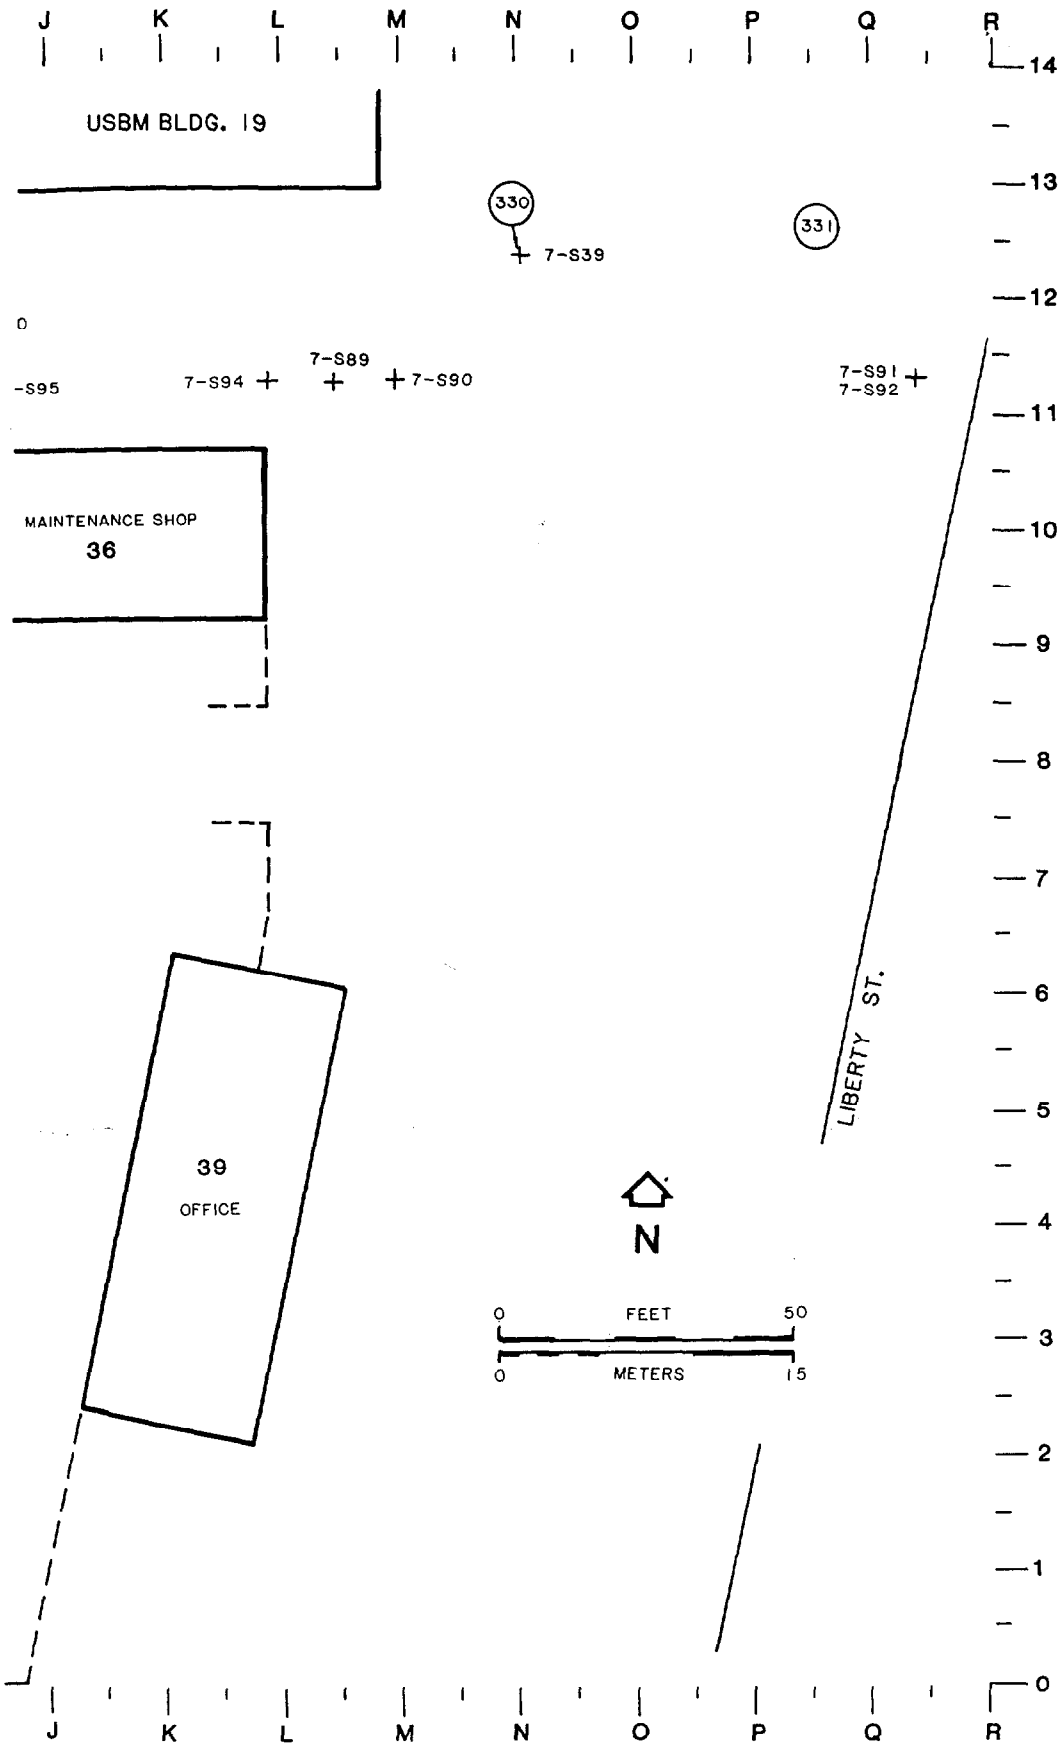 J K L M N O P Q R
14
USBM BLDG. 19
13
330
331
7-S39
12
O
7-S89
7-S94
7-S90
7-S91
-S95
7-S92
11
MAINTENANCE SHOP
10
36
9
8
7
6
LIBERTY ST.
5
39
4
OFFICE
N
0 FEET 50
3
0 METERS 15
2
1
0
J K L M N O P Q R